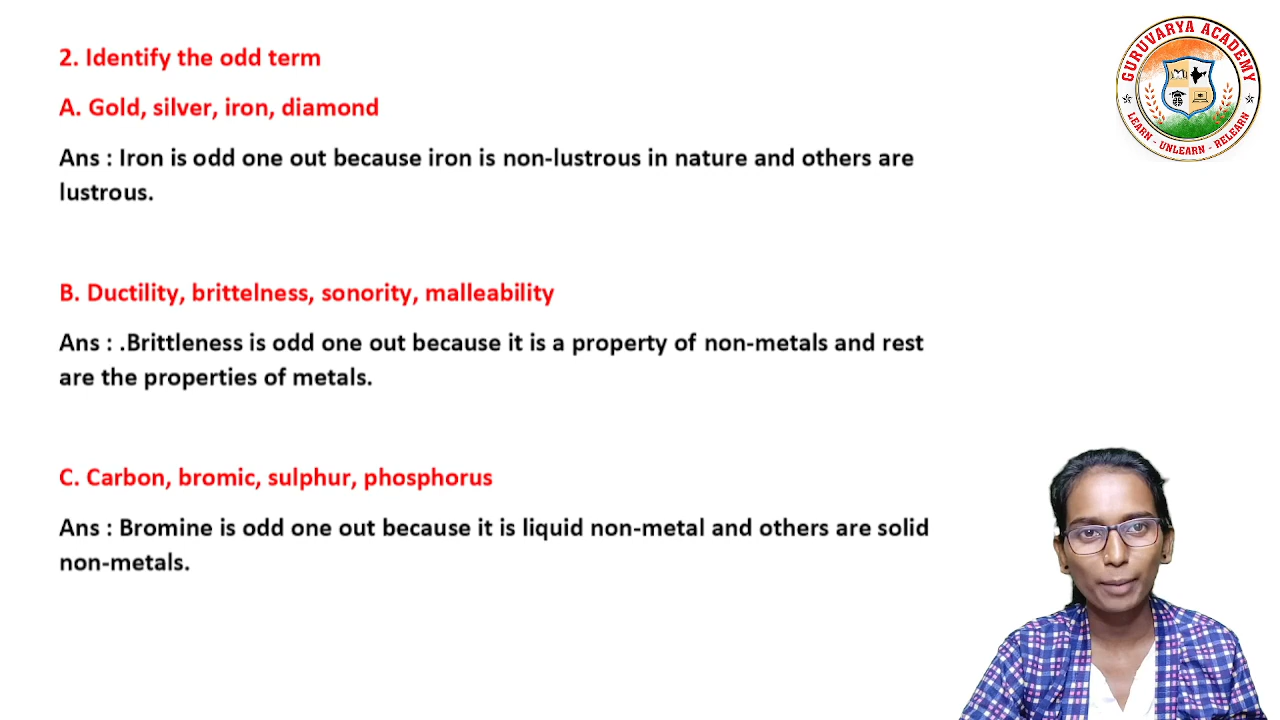 2. Identify the odd term
A. Gold, silver, iron, diamond
Ans : Iron is odd one out because iron is non-lustrous in nature and others are
lustrous.
B. Ductility, brittelness, sonority, malleability
Ans : .Brittleness is odd one out because it is a property of non-metals and rest
are the properties of metals.
C. Carbon, bromic, sulphur, phosphorus
Ans : Bromine is odd one out because it is liquid non-metal and others are solid
non-metals.
GURUVARYA ACADEMY
LEARN - UNLEARN - RELEARN